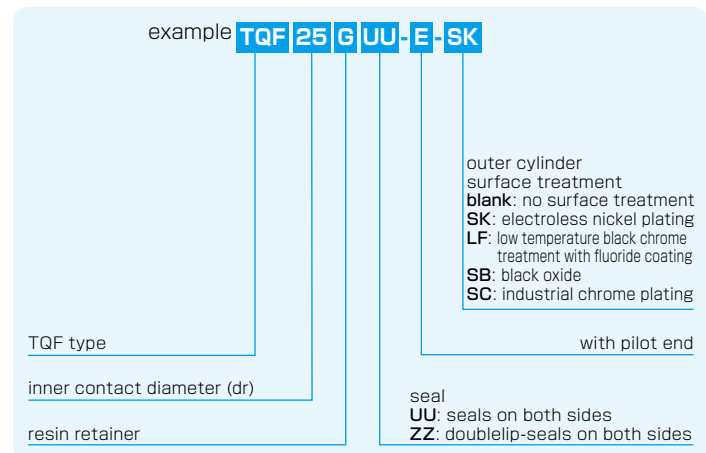 example TQF 25 G UU - E - SK
outer cylinder
surface treatment
blank: no surface treatment
SK: electroless nickel plating
LF: low temperature black chrome
treatment with fluoride coating
SB: black oxide
SC: industrial chrome plating
TQF type
with pilot end
inner contact diameter (dr)
seal
UU: seals on both sides
resin retainer
ZZ: doublelip-seals on both sides